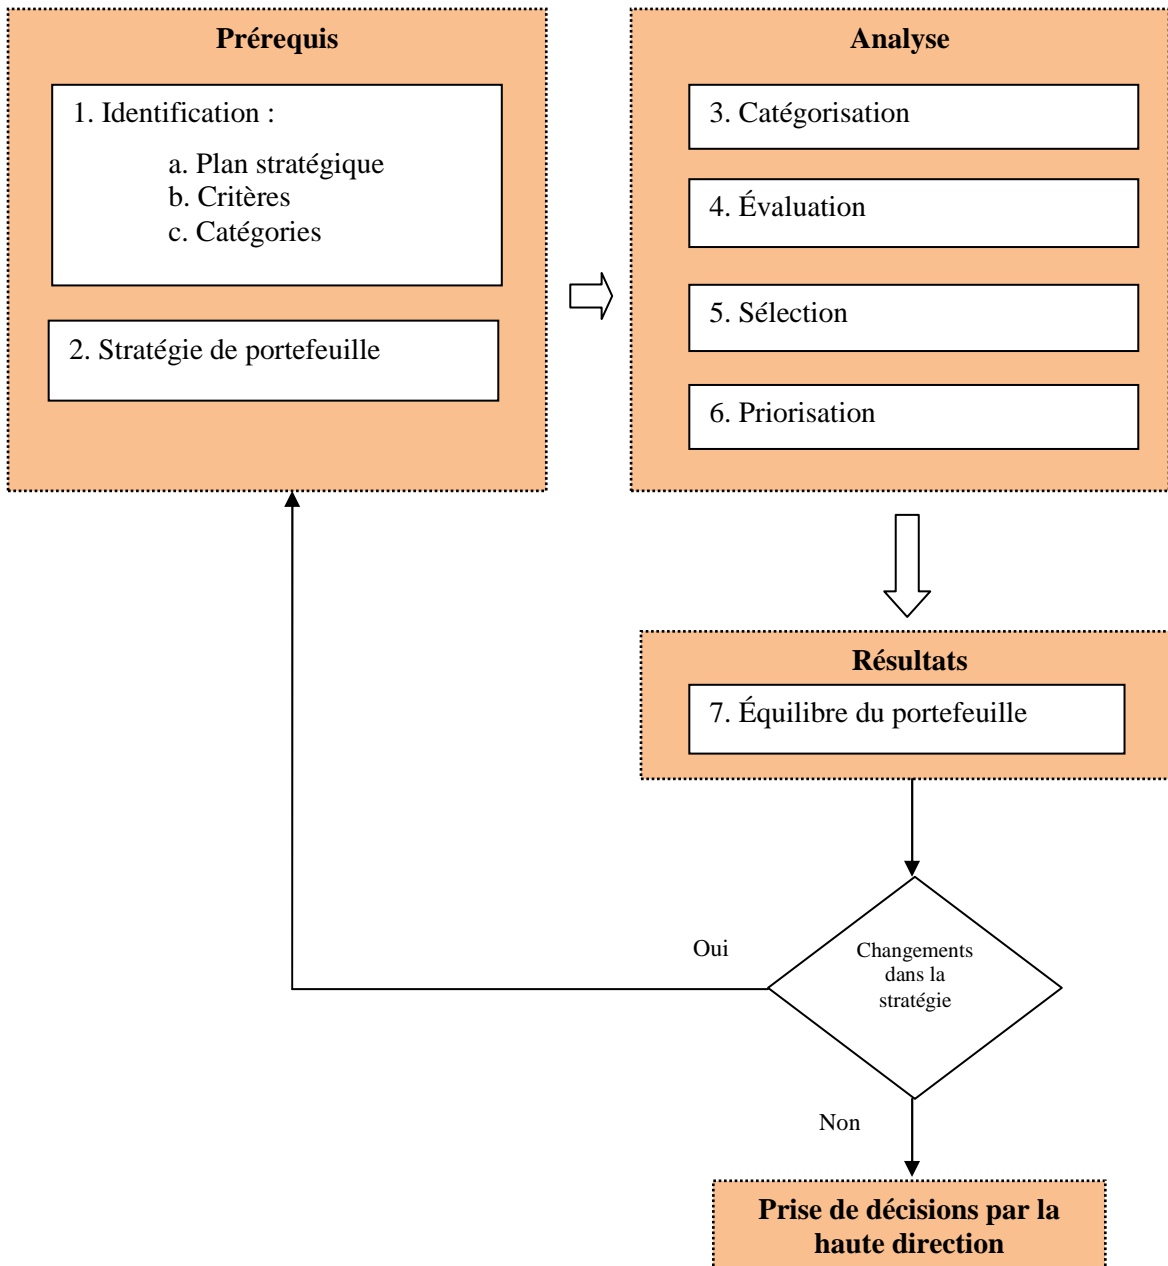 Prérequis
1. Identification :
a. Plan stratégique
b. Critères
c. Catégories
2. Stratégie de portefeuille
Analyse
3. Catégorisation
4. Évaluation
5. Sélection
6. Priorisation
Résultats
7. Équilibre du portefeuille
Changements
dans la
stratégie
Oui
Non
Prise de décisions par la
haute direction